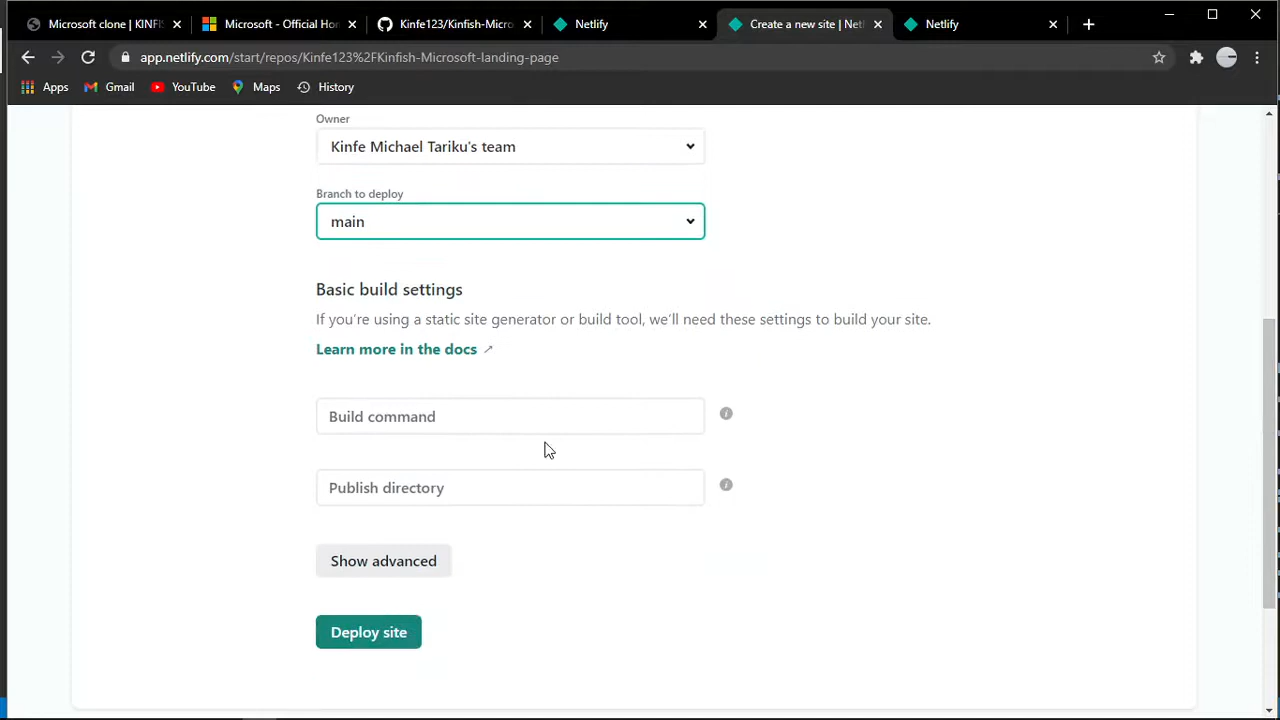 Microsoft clone | KINFIS
Microsoft - Official Hom
Kinfe123/Kinfish-Micro
Netlify
Create a new site | Netl
Netlify
app.netlify.com/start/repos/Kinfe123%2FKinfish-Microsoft-landing-page
Apps
Gmail
YouTube
Maps
History
Owner
Kinfe Michael Tariku's team
Branch to deploy
main
Basic build settings
If you're using a static site generator or build tool, we'll need these settings to build your site.
Learn more in the docs ↗
Build command
Publish directory
Show advanced
Deploy site